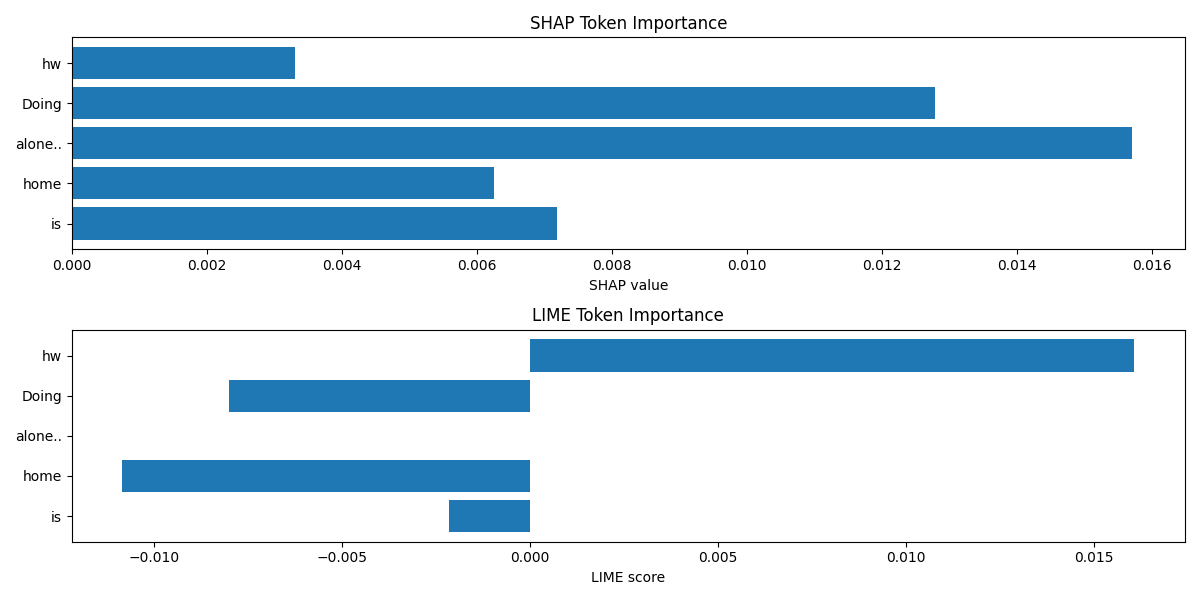 SHAP Token Importance
hw
Doing
alone..
home
is
0.000 0.002 0.004 0.006 0.008 0.010 0.012 0.014 0.016
SHAP value
LIME Token Importance
hw
Doing
alone..
home
is
−0.010 −0.005 0.000 0.005 0.010 0.015
LIME score